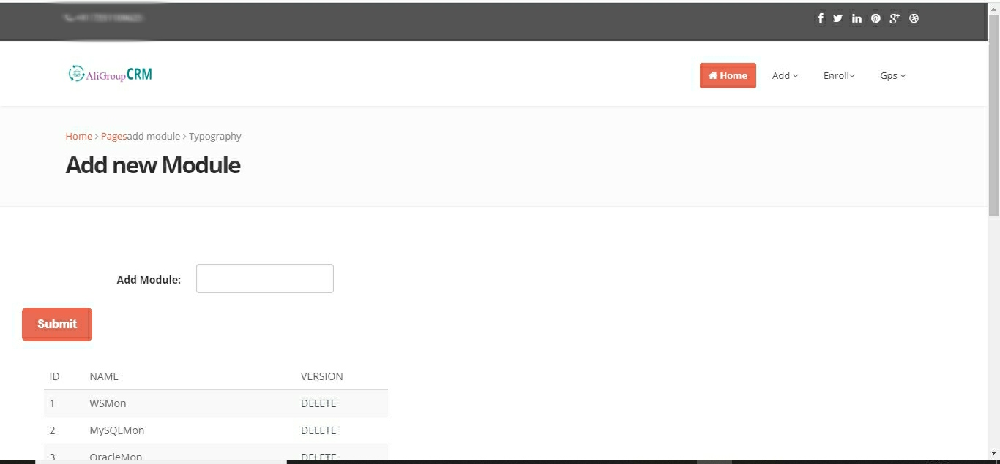 AliGroupCRM
Home Add Enroll Gps
Home > Pagesadd module > Typography
Add new Module
Add Module:
Submit
ID NAME VERSION
1 WSMon DELETE
2 MySQLMon DELETE
3 OracleMon DELETE